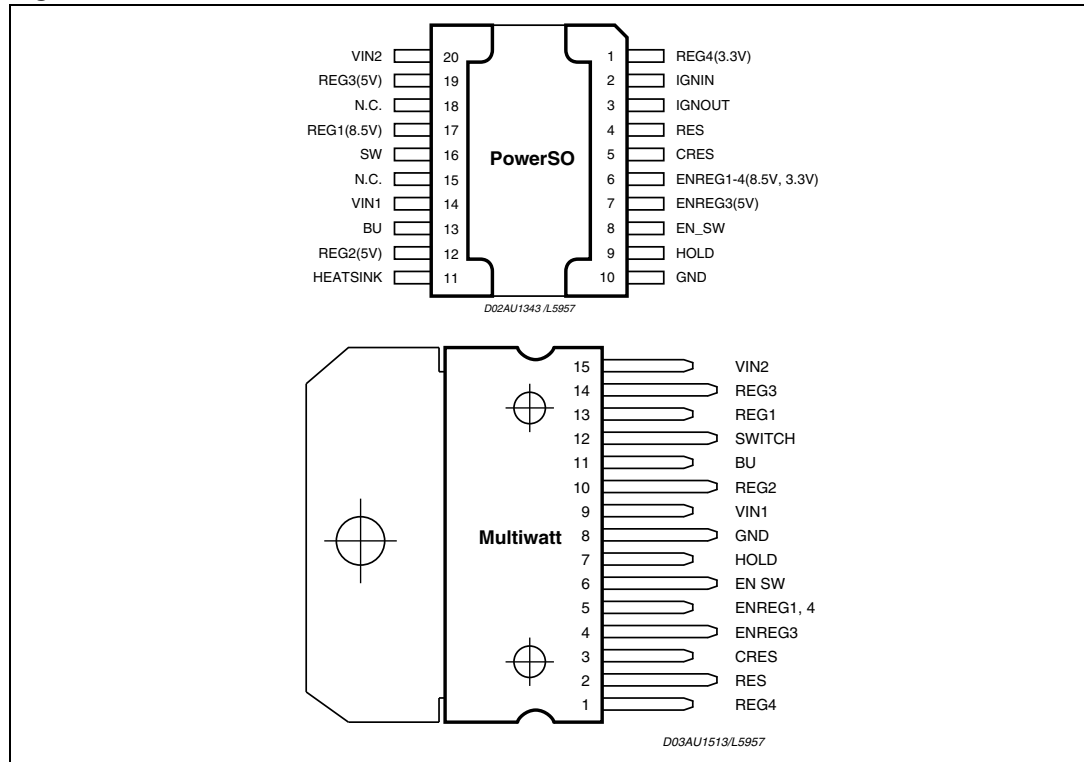 VIN2 20 1 REG4(3.3V)
REG3(5V) 19 2 IGNIN
N.C. 18 3 IGNOUT
REG1(8.5V) 17 4 RES
SW 16 5 CRES
PowerSO
N.C. 15 6 ENREG1-4(8.5V, 3.3V)
VIN1 14 7 ENREG3(5V)
BU 13 8 EN_SW
REG2(5V) 12 9 HOLD
HEATSINK 11 10 GND
D02AU1343 /L5957
15 VIN2
14 REG3
13 REG1
12 SWITCH
11 BU
10 REG2
9 VIN1
Multiwatt 8 GND
7 HOLD
6 EN SW
5 ENREG1, 4
4 ENREG3
3 CRES
2 RES
1 REG4
D03AU1513/L5957